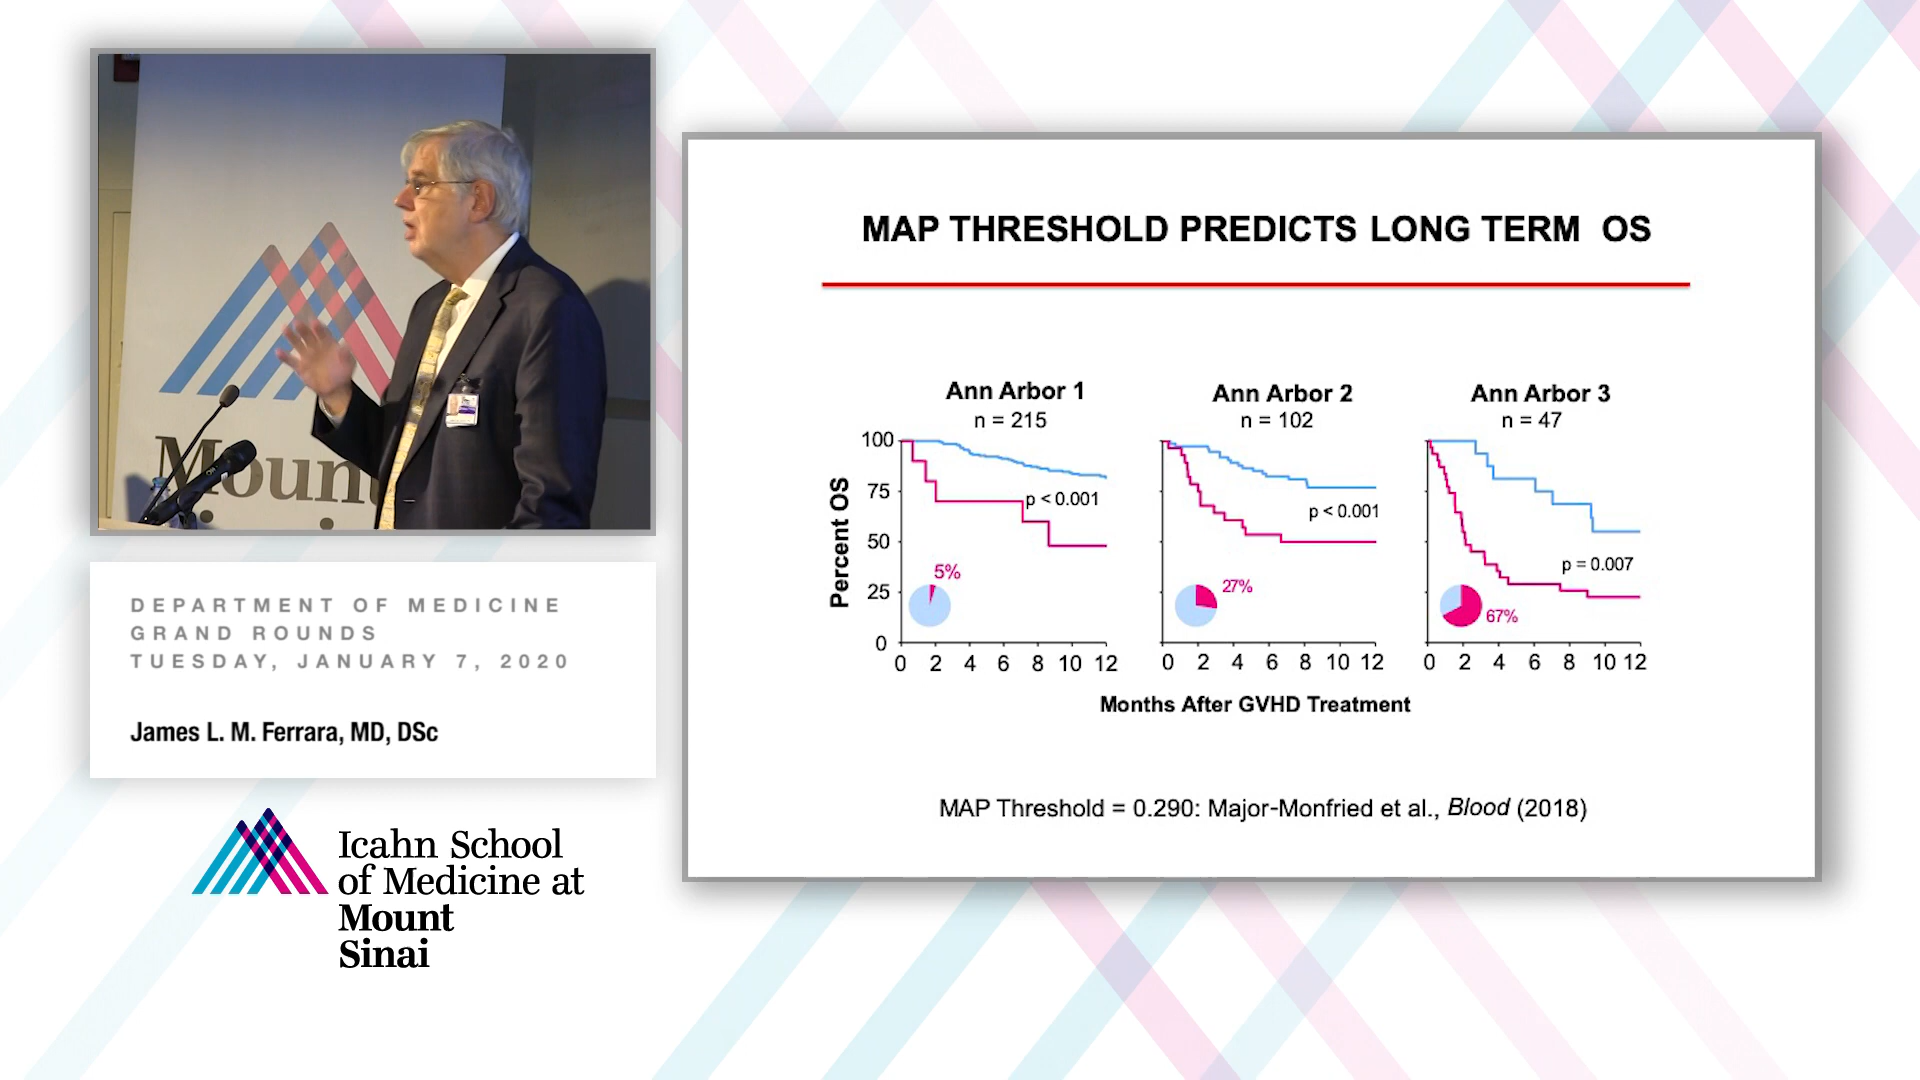 Mount
DEPARTMENT OF MEDICINE
GRAND ROUNDS
TUESDAY, JANUARY 7, 2020
James L. M. Ferrara, MD, DSc
Icahn School
of Medicine at
Mount
Sinai
MAP THRESHOLD PREDICTS LONG TERM OS
Ann Arbor 1
n = 215
100
75
50
25
0
Percent OS
p < 0.001
5%
0 2 4 6 8 10 12
Ann Arbor 2
n = 102
p < 0.001
27%
0 2 4 6 8 10 12
Ann Arbor 3
n = 47
p = 0.007
67%
0 2 4 6 8 10 12
Months After GVHD Treatment
MAP Threshold = 0.290: Major-Monfried et al., Blood (2018)